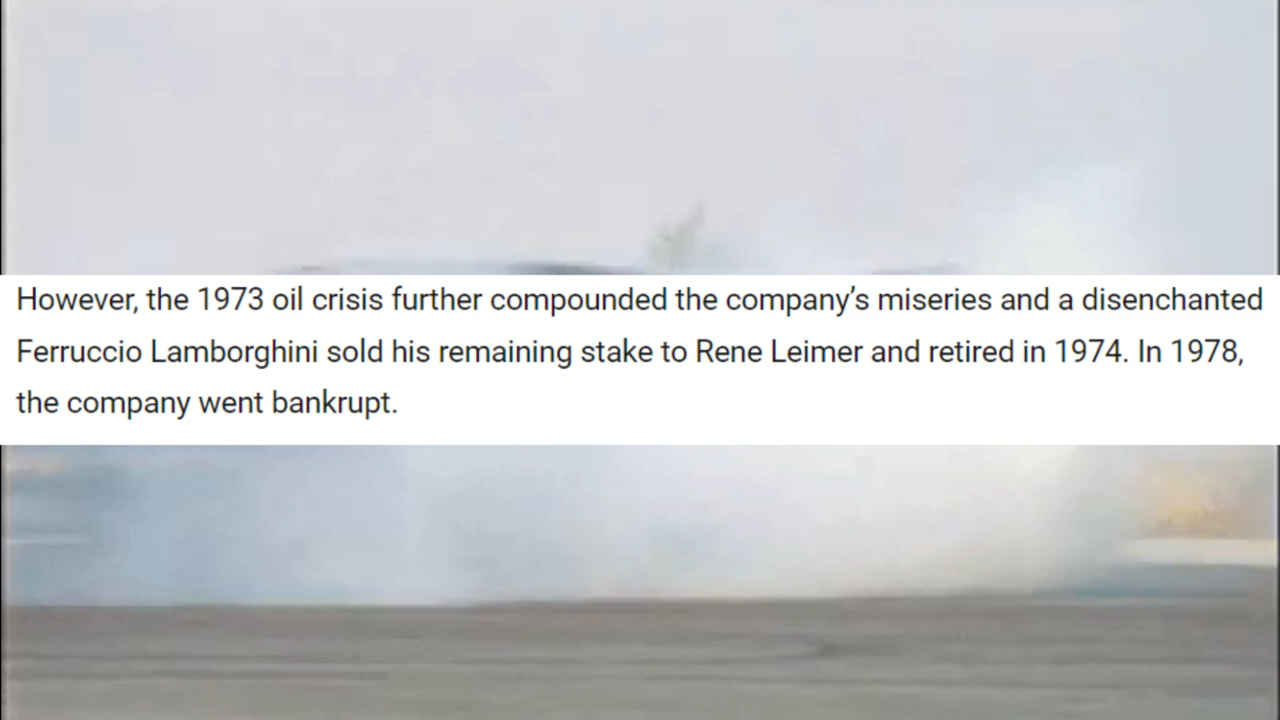 However, the 1973 oil crisis further compounded the company’s miseries and a disenchanted
Ferruccio Lamborghini sold his remaining stake to Rene Leimer and retired in 1974. In 1978,
the company went bankrupt.